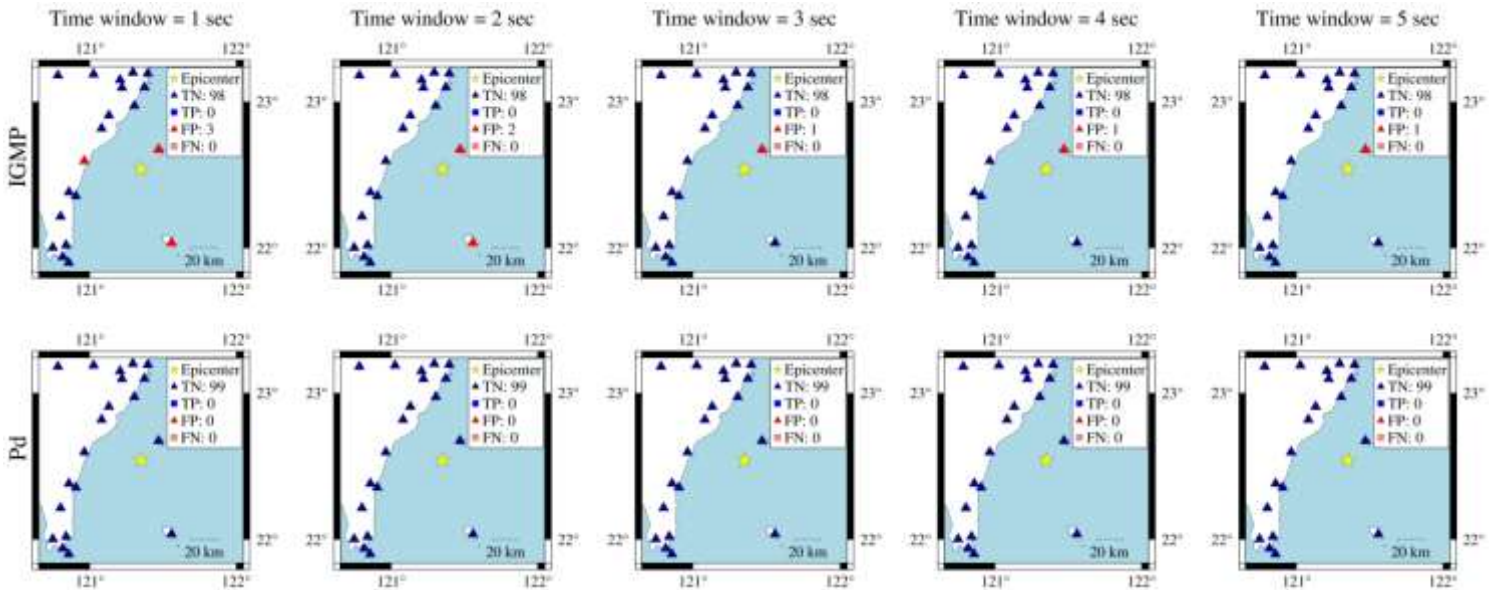 Time window = 1 sec Time window = 2 sec Time window = 3 sec Time window = 4 sec Time window = 5 sec
121° 122° 121° 122° 121° 122° 121° 122° 121° 122°
Epicenter Epicenter Epicenter Epicenter Epicenter
TN: 98 TN: 98 TN: 98 TN: 98 TN: 98
23° 23° 23° 23° 23°
TP: 0 TP: 0 TP: 0 TP: 0 TP: 0
FP: 3 FP: 2 FP: 1 FP: 1 FP: 1
FN: 0 FN: 0 FN: 0 FN: 0 FN: 0
IGMP
22° 22° 22° 22° 22°
20 km 20 km 20 km 20 km 20 km
121° 122° 121° 122° 121° 122° 121° 122° 121° 122°
121° 122° 121° 122° 121° 122° 121° 122° 121° 122°
Epicenter Epicenter Epicenter Epicenter Epicenter
TN: 99 TN: 99 TN: 99 TN: 99 TN: 99
23° 23° 23° 23° 23°
TP: 0 TP: 0 TP: 0 TP: 0 TP: 0
FP: 0 FP: 0 FP: 0 FP: 0 FP: 0
FN: 0 FN: 0 FN: 0 FN: 0 FN: 0
Pd
22° 22° 22° 22° 22°
20 km 20 km 20 km 20 km 20 km
121° 122° 121° 122° 121° 122° 121° 122° 121° 122°